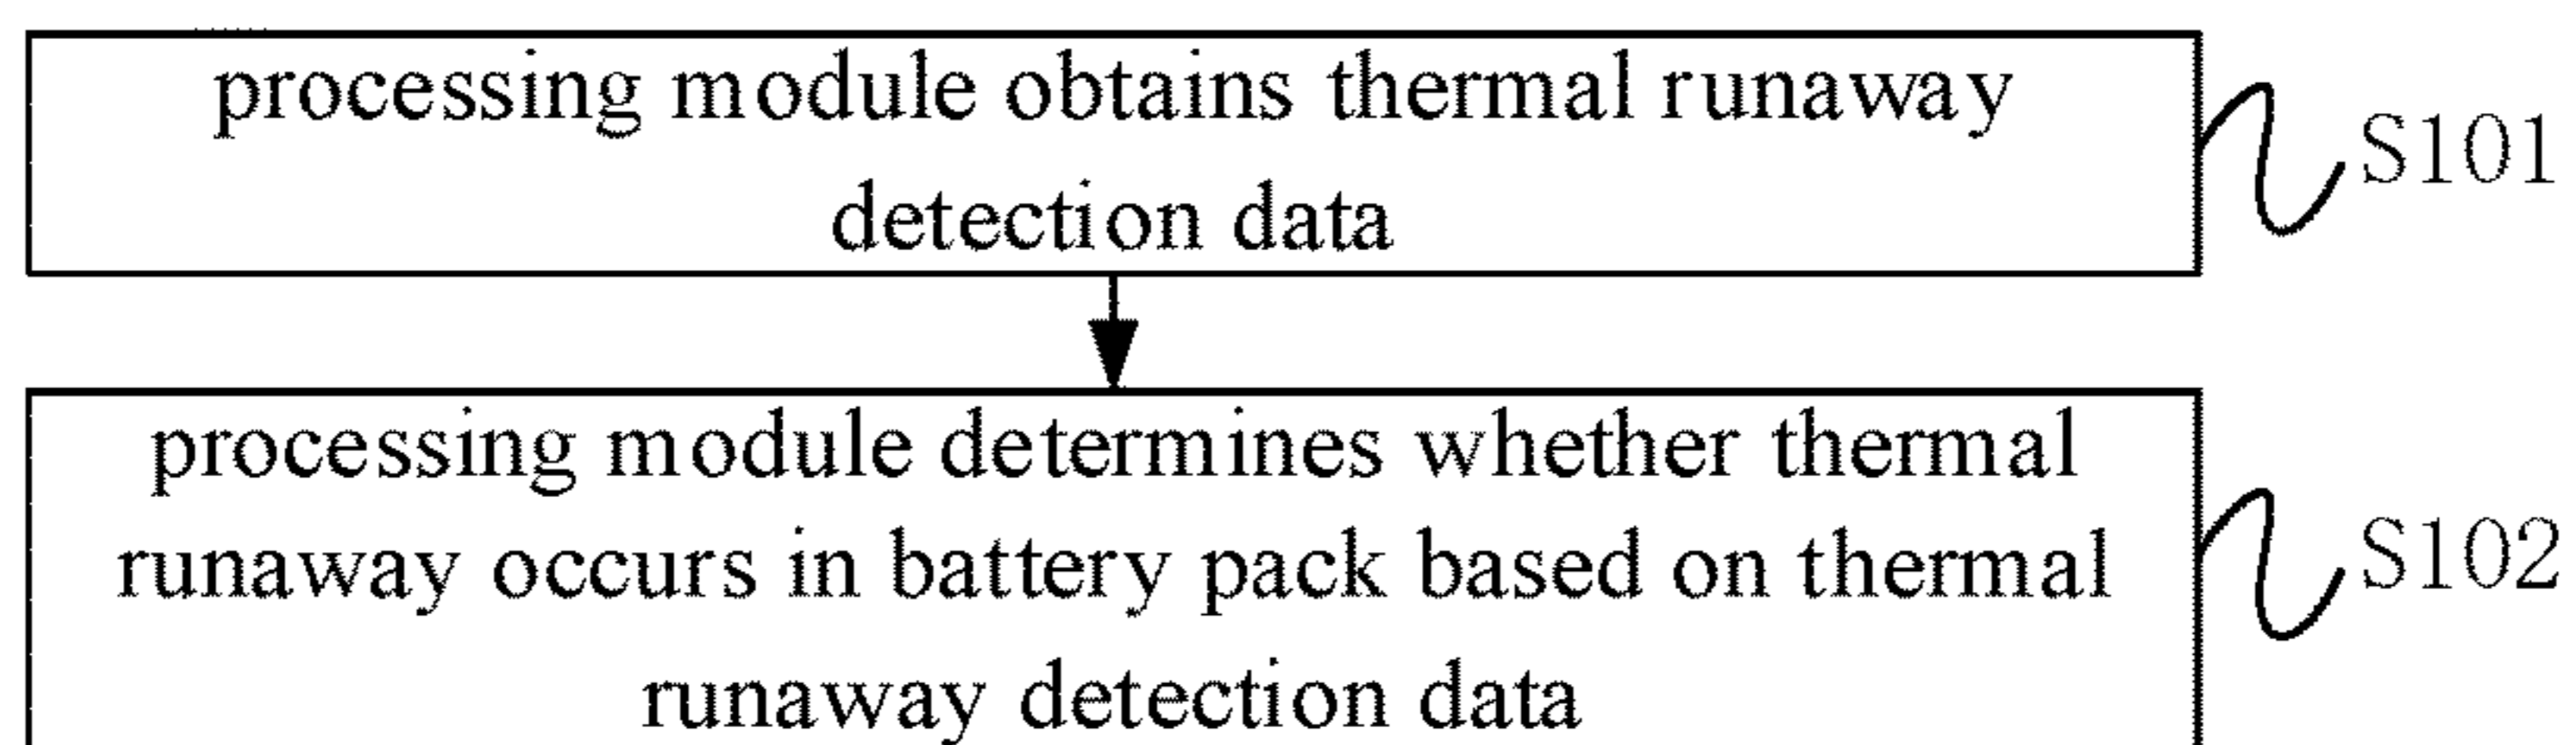 processing module obtains thermal runaway
detection data
S101
processing module determines whether thermal
runaway occurs in battery pack based on thermal
runaway detection data
S102